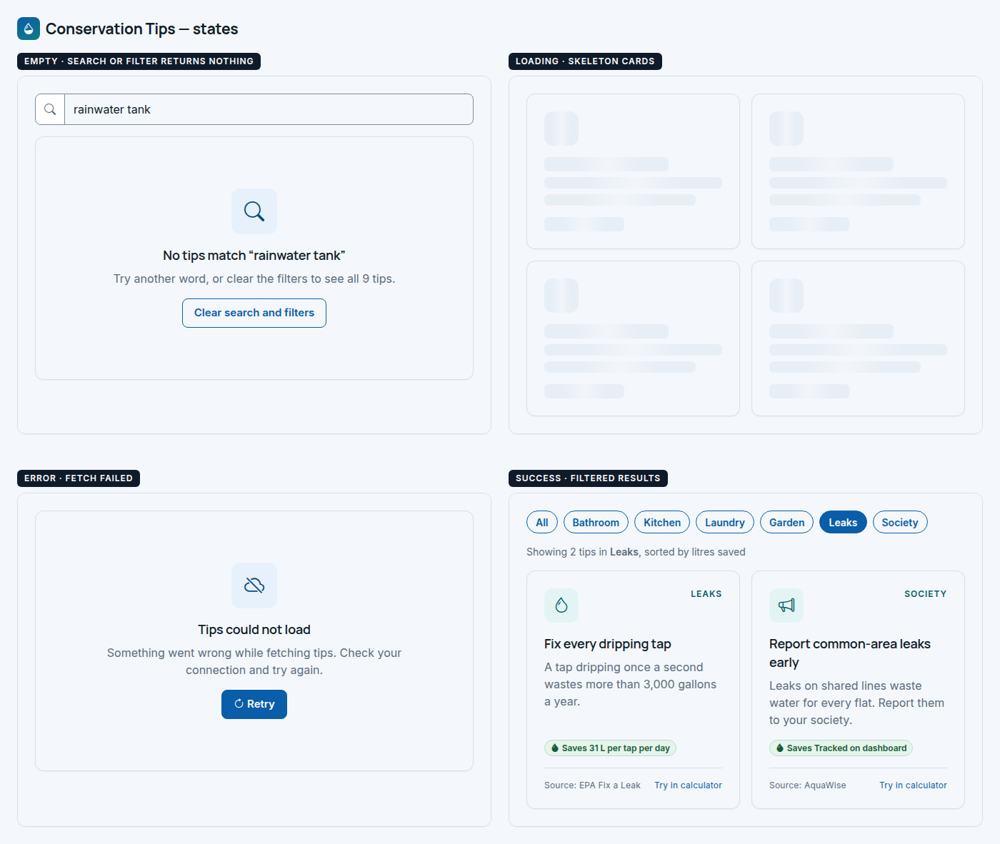 Conservation Tips — states
EMPTY · SEARCH OR FILTER RETURNS NOTHING
rainwater tank
No tips match “rainwater tank”
Try another word, or clear the filters to see all 9 tips.
Clear search and filters
LOADING · SKELETON CARDS
ERROR · FETCH FAILED
Tips could not load
Something went wrong while fetching tips. Check your
connection and try again.
Retry
SUCCESS · FILTERED RESULTS
All Bathroom Kitchen Laundry Garden Leaks Society
Showing 2 tips in Leaks, sorted by litres saved
LEAKS
Fix every dripping tap
A tap dripping once a second
wastes more than 3,000 gallons
a year.
Saves 31 L per tap per day
Source: EPA Fix a Leak Try in calculator
SOCIETY
Report common-area leaks
early
Leaks on shared lines waste
water for every flat. Report them
to your society.
Saves Tracked on dashboard
Source: AquaWise Try in calculator